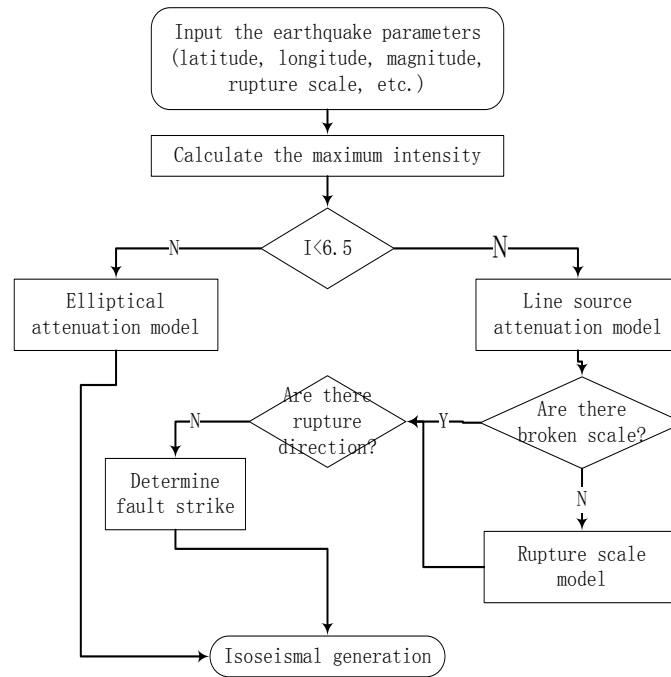 Input the earthquake parameters
(latitude, longitude, magnitude,
rupture scale, etc.)
Calculate the maximum intensity
I<6.5
N
N
Elliptical
attenuation model
Line source
attenuation model
Are there
rupture
direction?
Are there
broken scale?
Y
N
N
Determine
fault strike
Rupture scale
model
Isoseismal generation